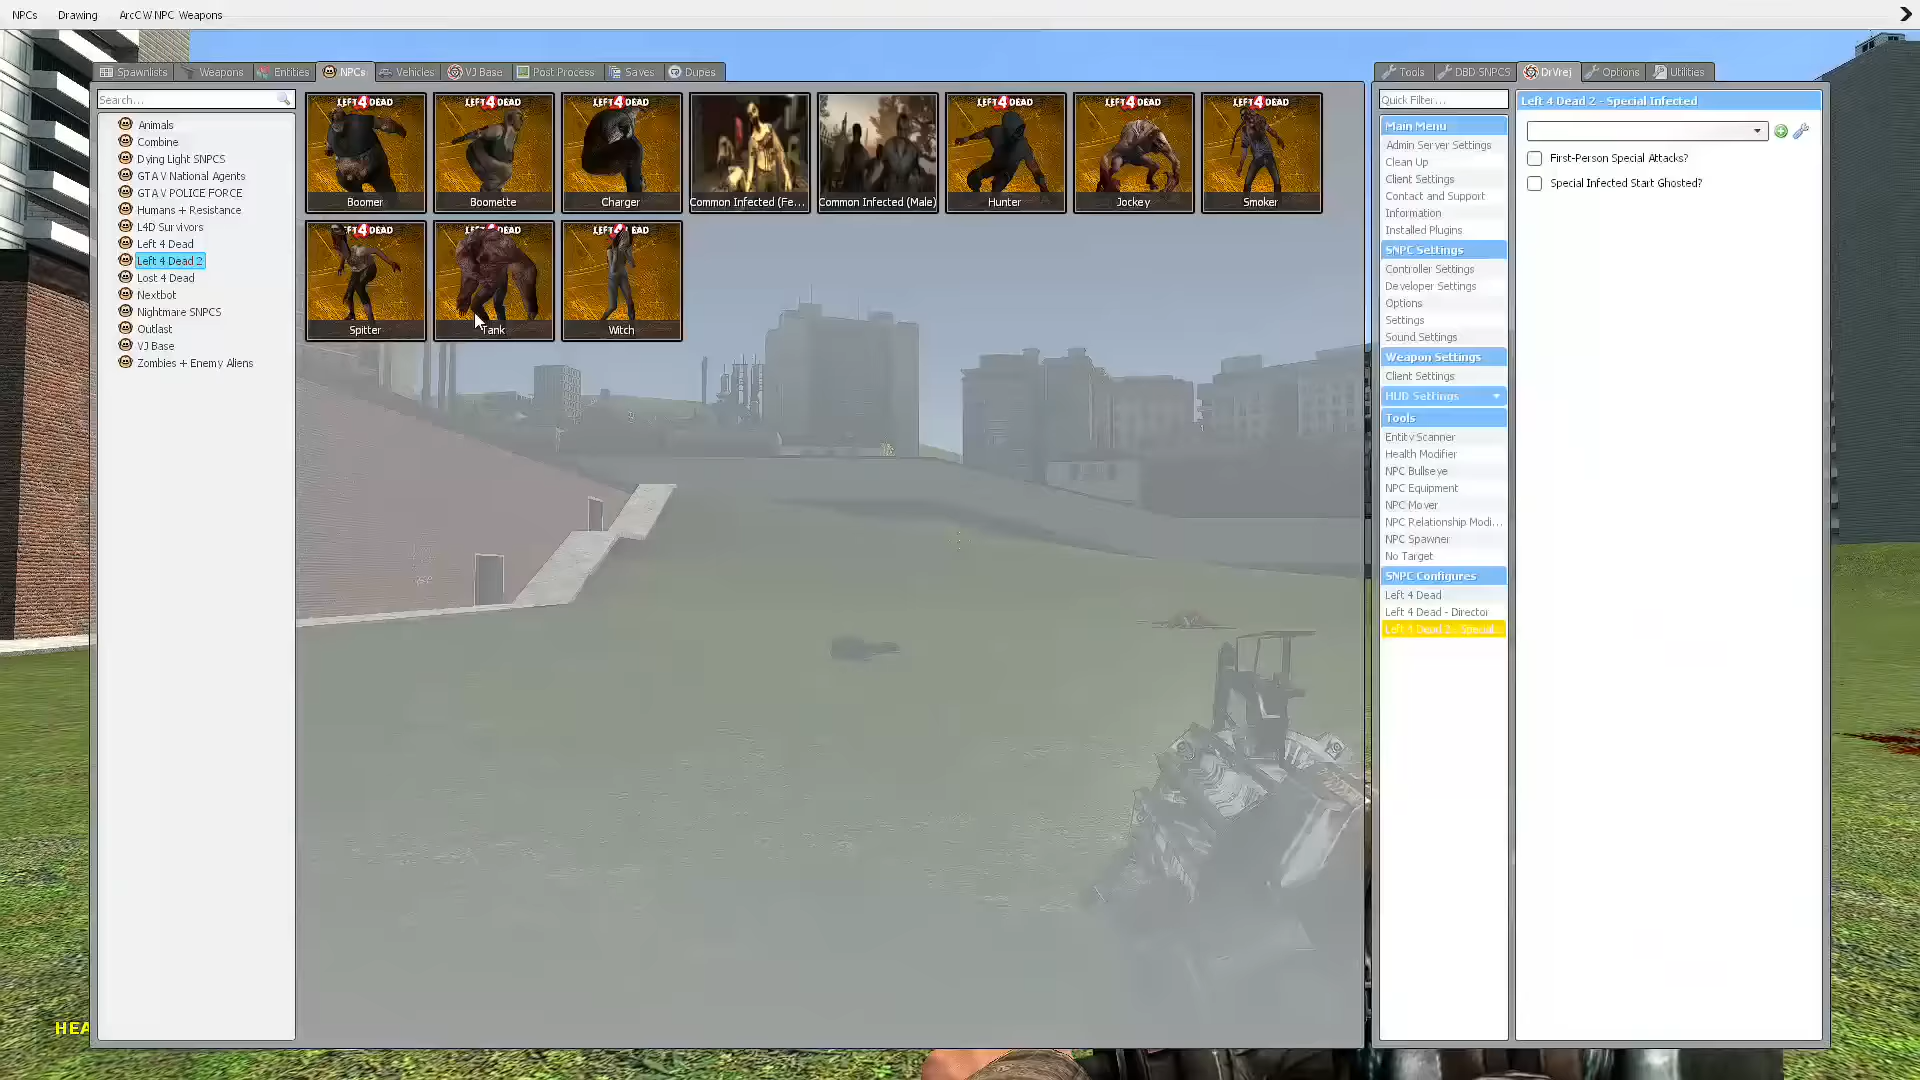 NPCs Drawing ArcCW NPC Weapons
Spawnlists Weapons Entities NPCs Vehicles VJ Base Post Process Saves Dupes
Tools DBD SNPCS DrVrej Options Utilities
Search...
Animals
Combine
Dying Light SNPCS
GTA V National Agents
GTA V POLICE FORCE
Humans + Resistance
L4D Survivors
Left 4 Dead
Left 4 Dead 2
Lost 4 Dead
Nextbot
Nightmare SNPCS
Outlast
VJ Base
Zombies + Enemy Aliens
LEFT 4 DEAD LEFT 4 DEAD LEFT 4 DEAD LEFT 4 DEAD LEFT 4 DEAD LEFT 4 DEAD
Boomer Boomette Charger Common Infected (Fe... Common Infected (Male) Hunter Jockey Smoker
LEFT 4 DEAD LEFT 4 DEAD LEFT 4 DEAD
Spitter Tank Witch
Quick Filter...
Main Menu
Admin Server Settings
Clean Up
Client Settings
Contact and Support
Information
Installed Plugins
SNPC Settings
Controller Settings
Developer Settings
Options
Settings
Sound Settings
Weapon Settings
Client Settings
HUD Settings
Tools
Entity Scanner
Health Modifier
NPC Bullseye
NPC Equipment
NPC Mover
NPC Relationship Modi...
NPC Spawner
No Target
SNPC Configures
Left 4 Dead
Left 4 Dead - Director
Left 4 Dead 2 - Special...
Left 4 Dead 2 - Special Infected
First-Person Special Attacks?
Special Infected Start Ghosted?
HEA